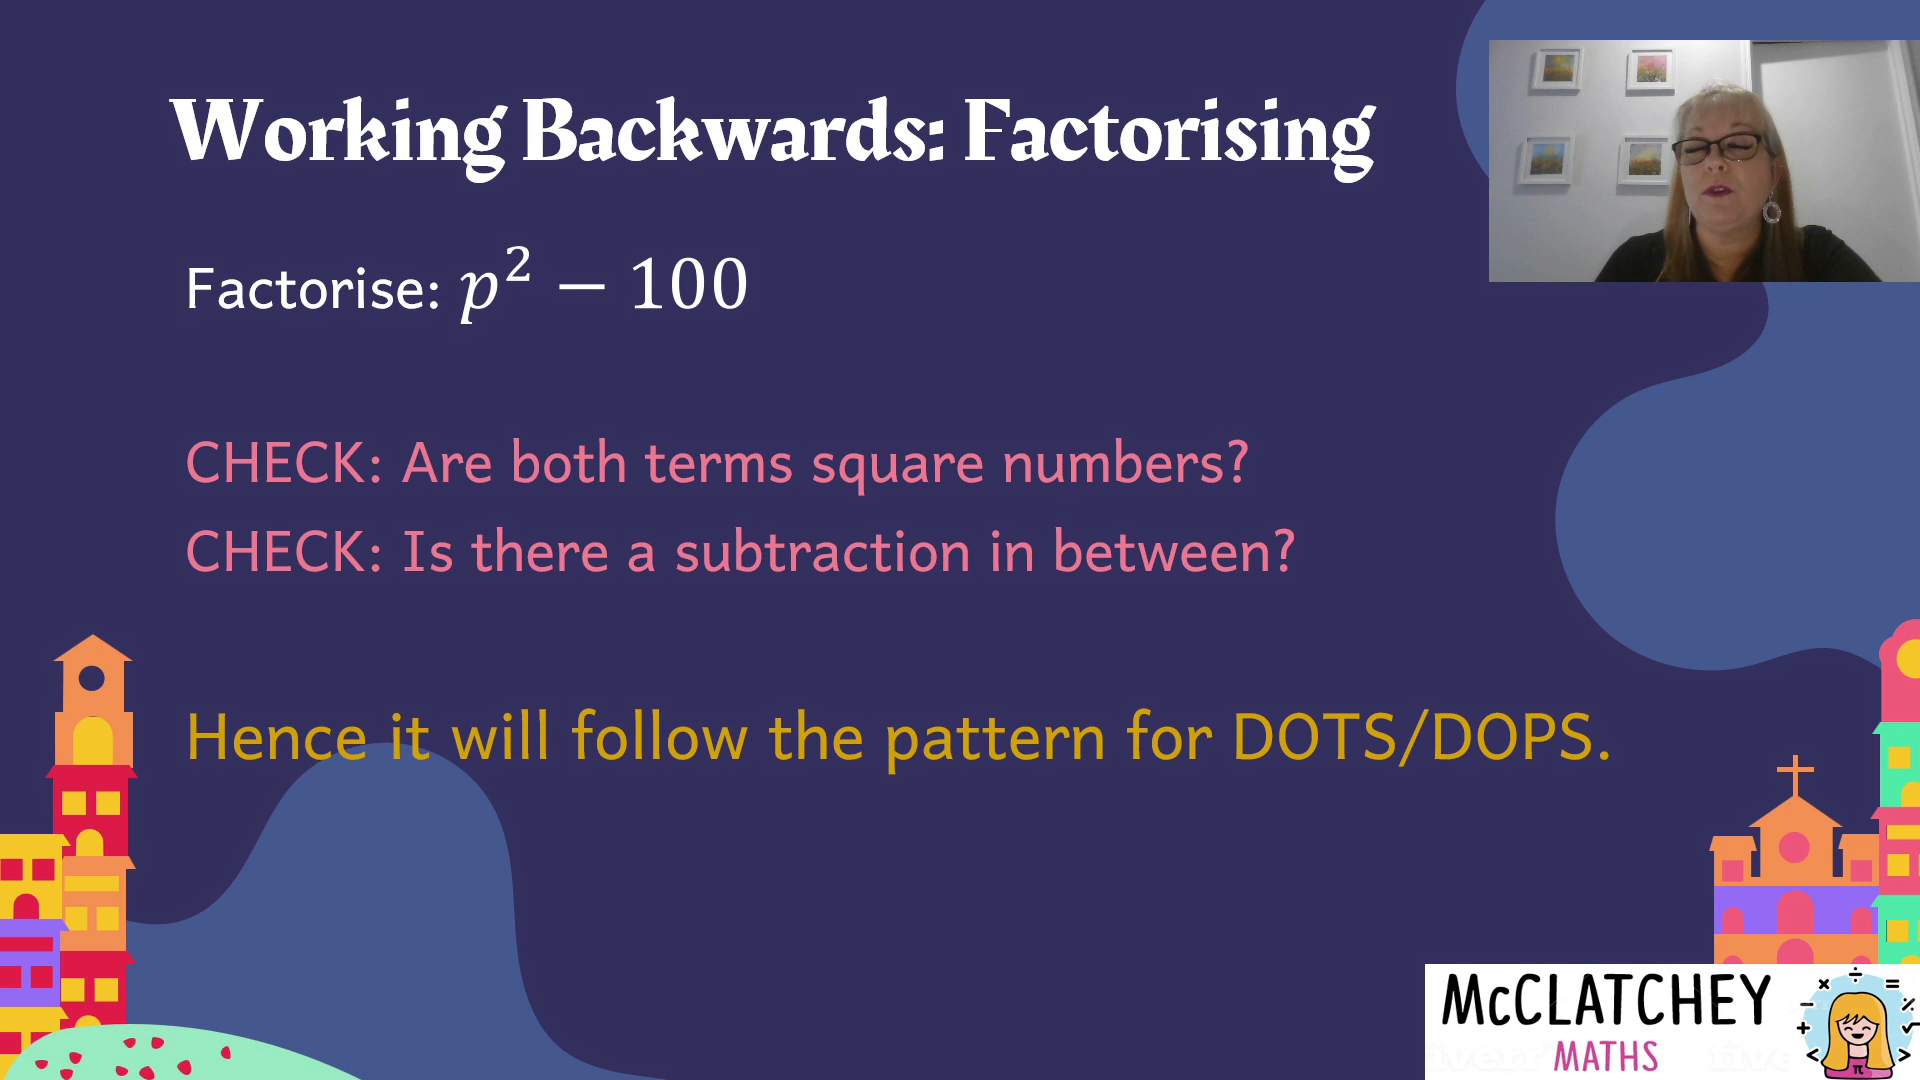 Working Backwards: Factorising
Factorise: p² − 100
CHECK: Are both terms square numbers?
CHECK: Is there a subtraction in between?
Hence it will follow the pattern for DOTS/DOPS.
McCLATCHEY
MATHS